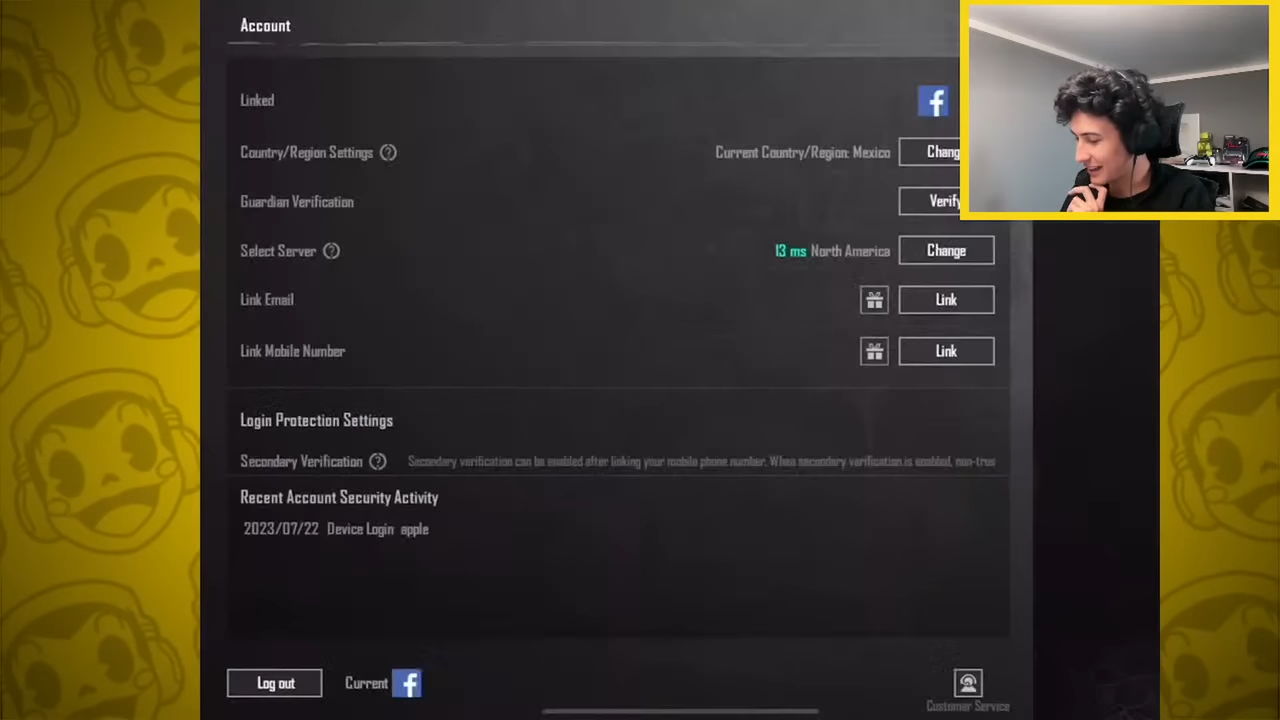 Account
Linked
Country/Region Settings
Current Country/Region: Mexico
Guardian Verification
Verify
Select Server
13 ms North America
Change
Link Email
Link
Link Mobile Number
Link
Login Protection Settings
Secondary Verification
Secondary verification can be enabled after linking your mobile phone number. When secondary verification is enabled, non-trus
Recent Account Security Activity
2023/07/22 Device Login apple
Log out
Current
Customer Service